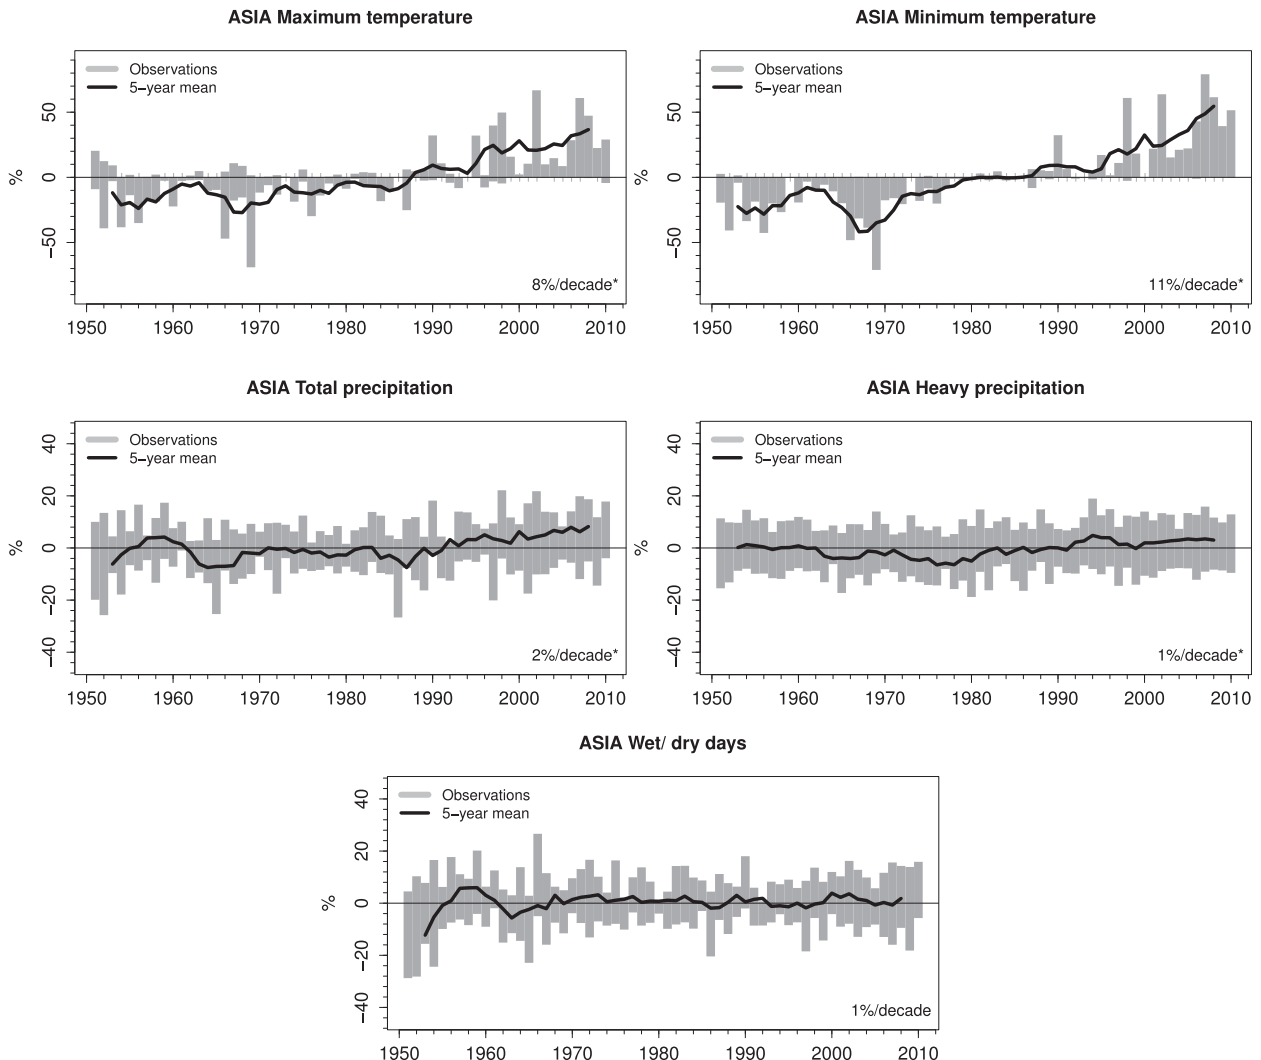 ASIA Maximum temperature
Observations
5−year mean
%
50
0
−50
8%/decade*
1950 1960 1970 1980 1990 2000 2010
ASIA Minimum temperature
Observations
5−year mean
%
50
0
−50
11%/decade*
1950 1960 1970 1980 1990 2000 2010
ASIA Total precipitation
Observations
5−year mean
%
40
20
0
−20
−40
2%/decade*
1950 1960 1970 1980 1990 2000 2010
ASIA Heavy precipitation
Observations
5−year mean
%
40
20
0
−20
−40
1%/decade*
1950 1960 1970 1980 1990 2000 2010
ASIA Wet/ dry days
Observations
5−year mean
%
40
20
0
−20
−40
1%/decade
1950 1960 1970 1980 1990 2000 2010